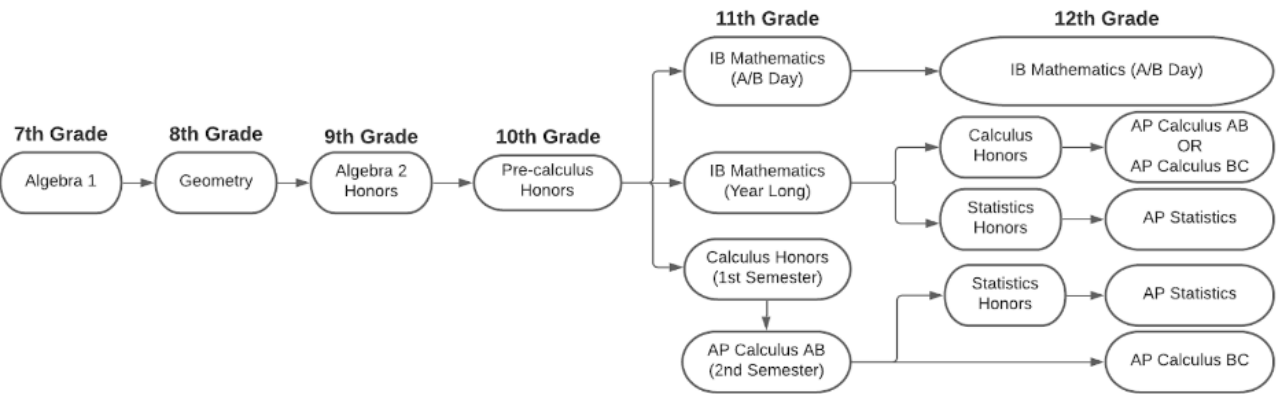 11th Grade
12th Grade
IB Mathematics
(A/B Day)
IB Mathematics (A/B Day)
7th Grade
8th Grade
9th Grade
10th Grade
Algebra 1
Geometry
Algebra 2
Honors
Pre-calculus
Honors
IB Mathematics
(Year Long)
Calculus
Honors
AP Calculus AB
OR
AP Calculus BC
Statistics
Honors
AP Statistics
Calculus Honors
(1st Semester)
Statistics
Honors
AP Statistics
AP Calculus AB
(2nd Semester)
AP Calculus BC